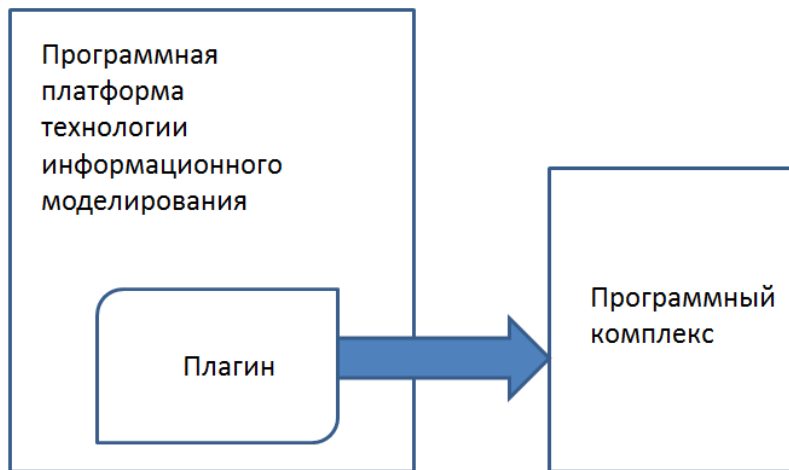 Программная
платформа
технологии
информационного
моделирования
Плагин
Программный
комплекс